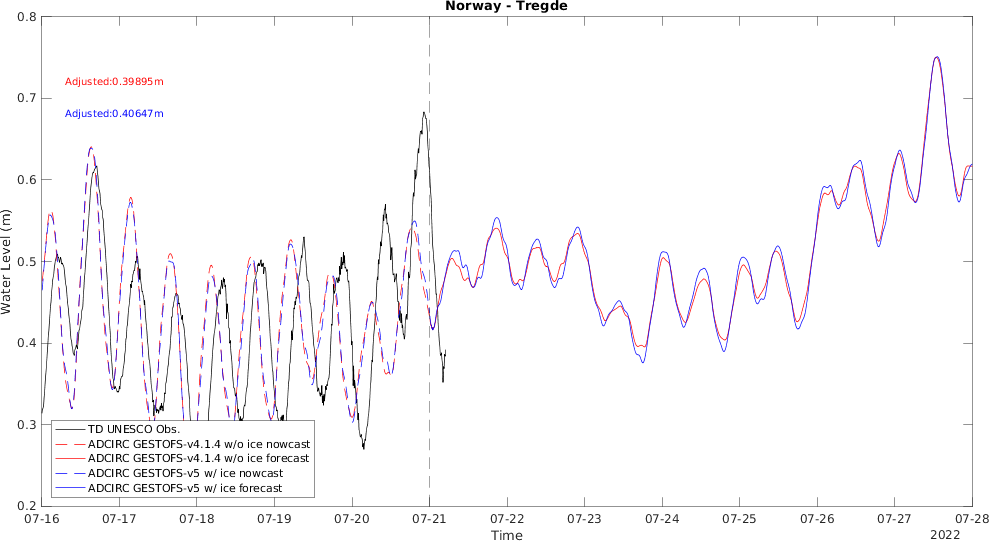 Norway - Tregde
0.8
0.7
0.6
0.5
0.4
0.3
0.2
Water Level (m)
Adjusted:0.39895m
Adjusted:0.40647m
TD UNESCO Obs.
ADCIRC GESTOFS-v4.1.4 w/o ice nowcast
ADCIRC GESTOFS-v4.1.4 w/o ice forecast
ADCIRC GESTOFS-v5 w/ ice nowcast
ADCIRC GESTOFS-v5 w/ ice forecast
07-16 07-17 07-18 07-19 07-20 07-21 07-22 07-23 07-24 07-25 07-26 07-27 07-28
Time
2022